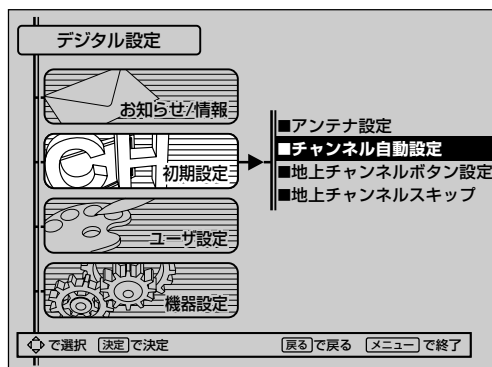 デジタル設定
お知らせ/情報
初期設定
ユーザ設定
機器設定
■アンテナ設定
■チャンネル自動設定
■地上チャンネルボタン設定
■地上チャンネルスキップ
で選択 決定で決定 戻るで戻る メニューで終了